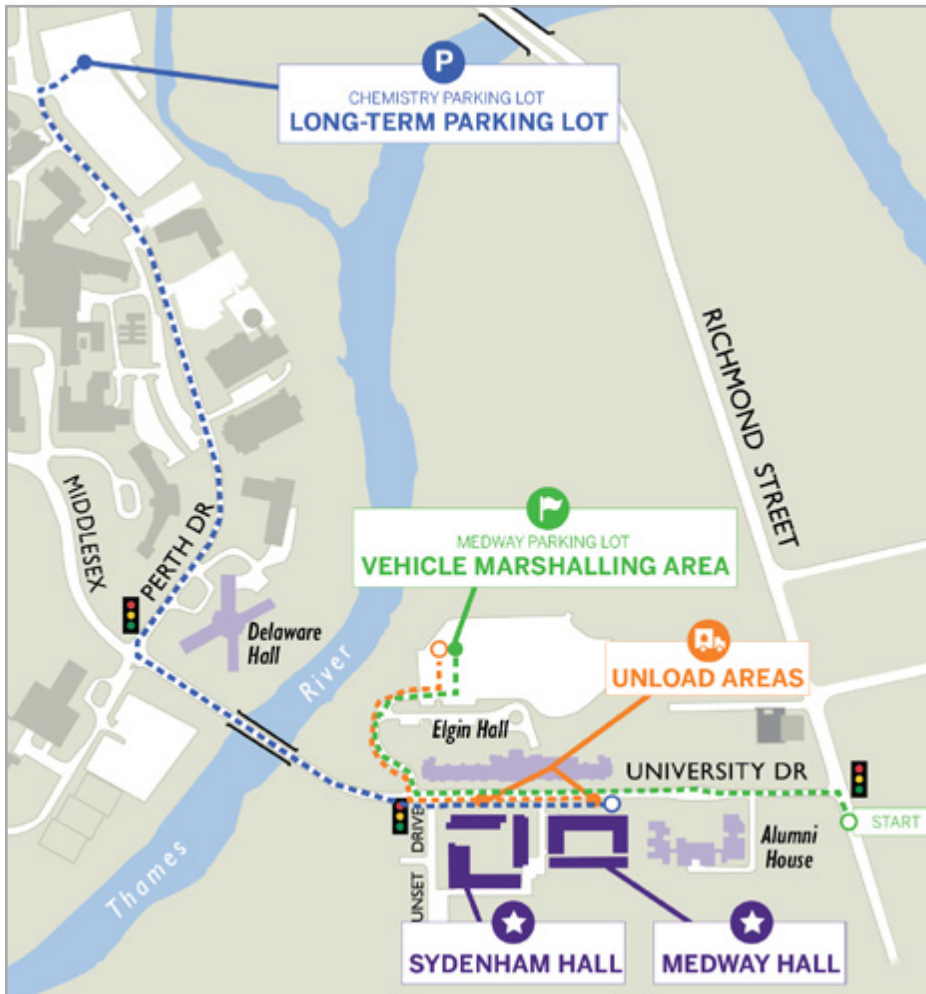 P
CHEMISTRY PARKING LOT
LONG-TERM PARKING LOT
RICHMOND STREET
MIDDLESEX
PERTH DR
MEDWAY PARKING LOT
VEHICLE MARSHALLING AREA
Delaware
Hall
River
Thames
UNLOAD AREAS
Elgin Hall
UNIVERSITY DR
START
Alumni
House
UNSET DRIVE
SYDENHAM HALL
MEDWAY HALL